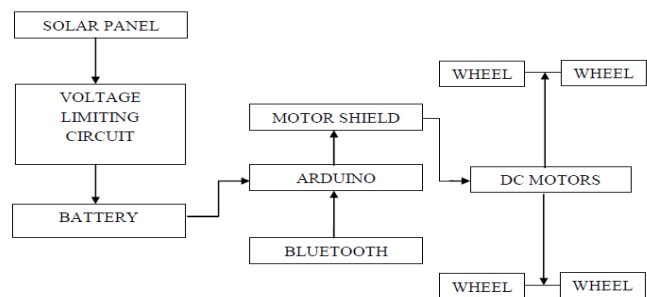 SOLAR PANEL
VOLTAGE
LIMITING
CIRCUIT
BATTERY
MOTOR SHIELD
ARDUINO
BLUETOOTH
WHEEL
WHEEL
DC MOTORS
WHEEL
WHEEL